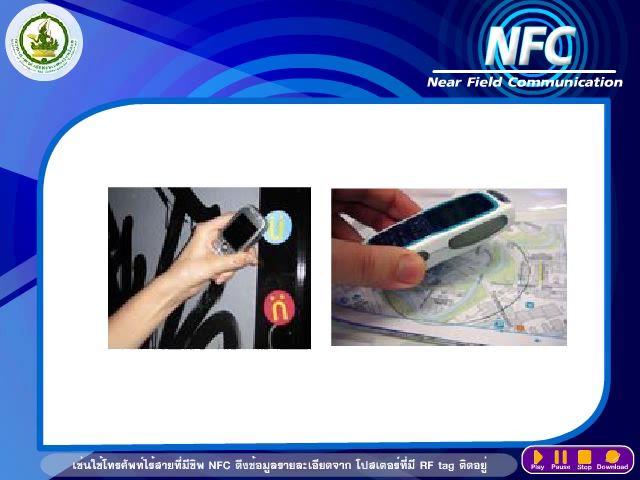 NFC
Near Field Communication
เช่นใช้โทรศัพท์ไร้สายที่มีชิพ NFC ดึงข้อมูลรายละเอียดจาก โปสเตอร์ที่มี RF tag ติดอยู่
Play Pause Stop Download